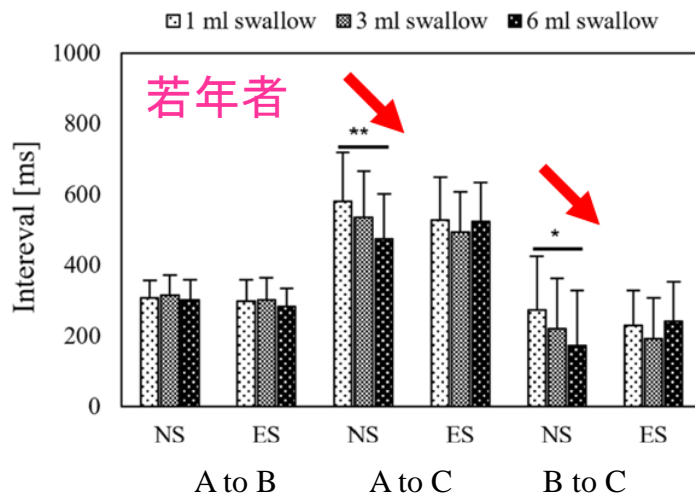 1 ml swallow 3 ml swallow 6 ml swallow
1000
若年者
800
**
600
Intereval [ms]
400
*
200
0
NS ES NS ES NS ES
A to B A to C B to C